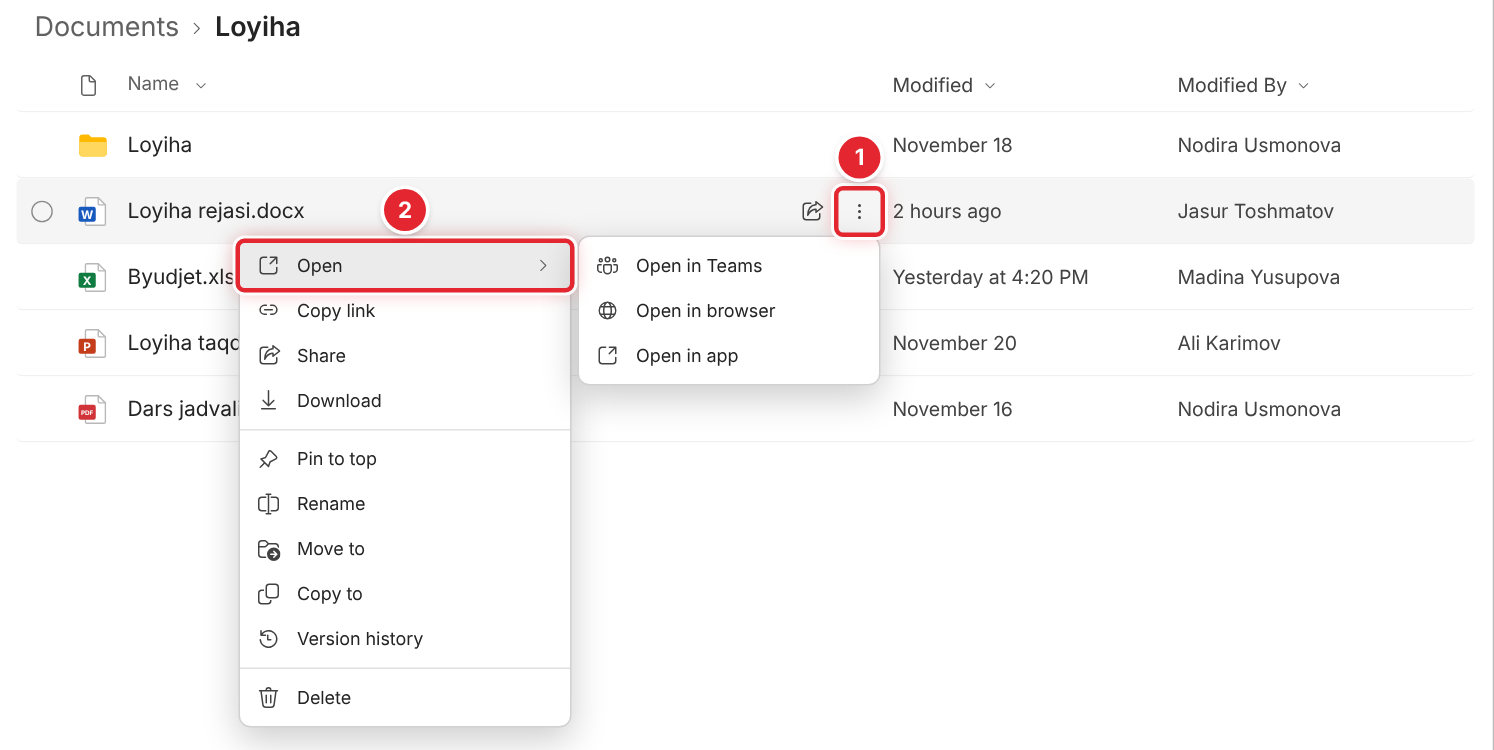 Documents › Loyiha
Name Modified Modified By
Loyiha November 18 Nodira Usmonova
1
Loyiha rejasi.docx 2 hours ago Jasur Toshmatov
2
Open
Open in Teams
Byudjet.xls Yesterday at 4:20 PM Madina Yusupova
Copy link
Open in browser
Loyiha taqd November 20 Ali Karimov
Share
Open in app
Download
Dars jadvali November 16 Nodira Usmonova
Pin to top
Rename
Move to
Copy to
Version history
Delete
W
X
P
PDF